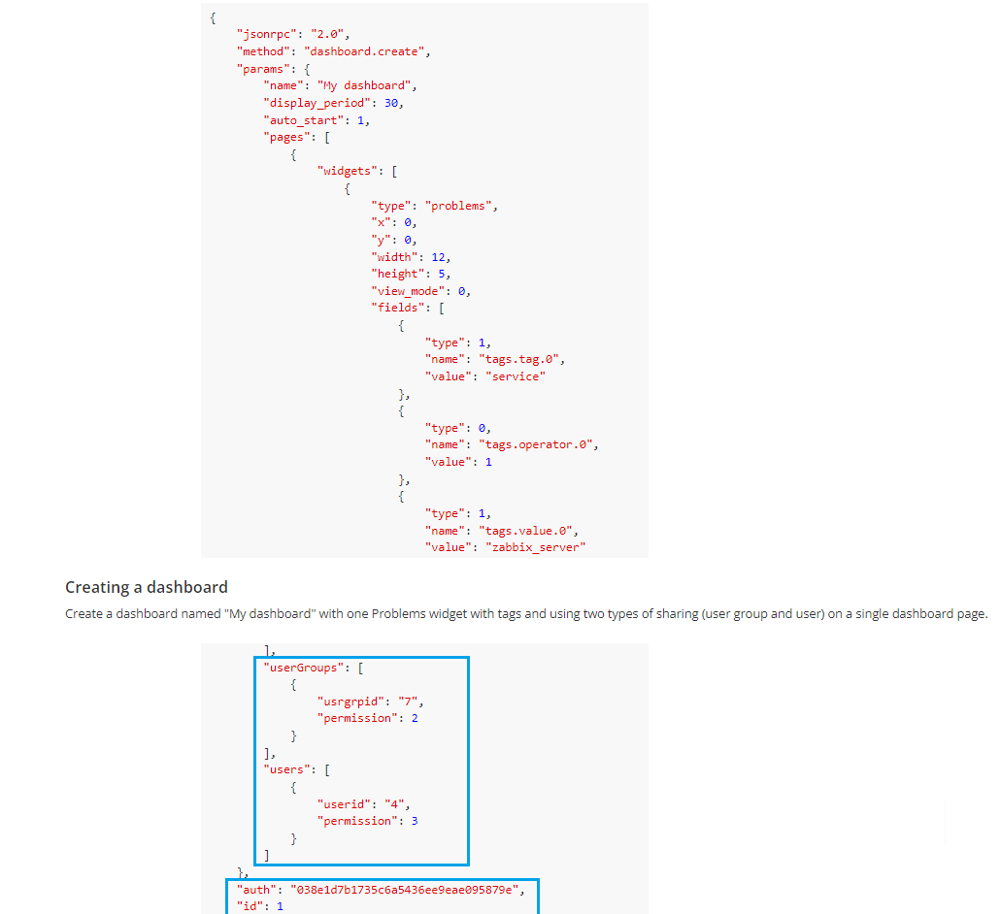 {
"jsonrpc": "2.0",
"method": "dashboard.create",
"params": {
"name": "My dashboard",
"display_period": 30,
"auto_start": 1,
"pages": [
{
"widgets": [
{
"type": "problems",
"x": 0,
"y": 0,
"width": 12,
"height": 5,
"view_mode": 0,
"fields": [
{
"type": 1,
"name": "tags.tag.0",
"value": "service"
},
{
"type": 0,
"name": "tags.operator.0",
"value": 1
},
{
"type": 1,
"name": "tags.value.0",
"value": "zabbix_server"
Creating a dashboard
Create a dashboard named "My dashboard" with one Problems widget with tags and using two types of sharing (user group and user) on a single dashboard page.
],
"userGroups": [
{
"usrgrpid": "7",
"permission": 2
}
],
"users": [
{
"userid": "4",
"permission": 3
}
]
},
"auth": "038e1d7b1735c6a5436ee9eae095879e",
"id": 1